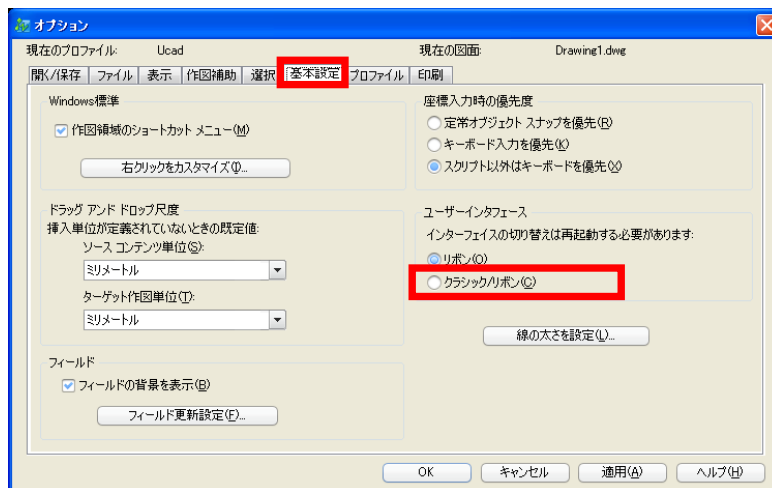 オプション
現在のプロファイル: Ucad 現在の図面: Drawing1.dwg
開く/保存 ファイル 表示 作図補助 選択 基本設定 プロファイル 印刷
Windows標準
作図領域のショートカット メニュー(M)
右クリックをカスタマイズ(I)...
ドラッグ アンド ドロップ尺度
挿入単位が定義されていないときの既定値:
ソース コンテンツ単位(S):
ミリメートル
ターゲット作図単位(T):
ミリメートル
フィールド
フィールドの背景を表示(B)
フィールド更新設定(F)...
座標入力時の優先度
定常オブジェクト スナップを優先(R)
キーボード入力を優先(K)
スクリプト以外はキーボードを優先(X)
ユーザーインタフェース
インターフェイスの切り替えは再起動する必要があります:
リボン(O)
クラシック/リボン(C)
線の太さを設定(L)...
OK キャンセル 適用(A) ヘルプ(H)